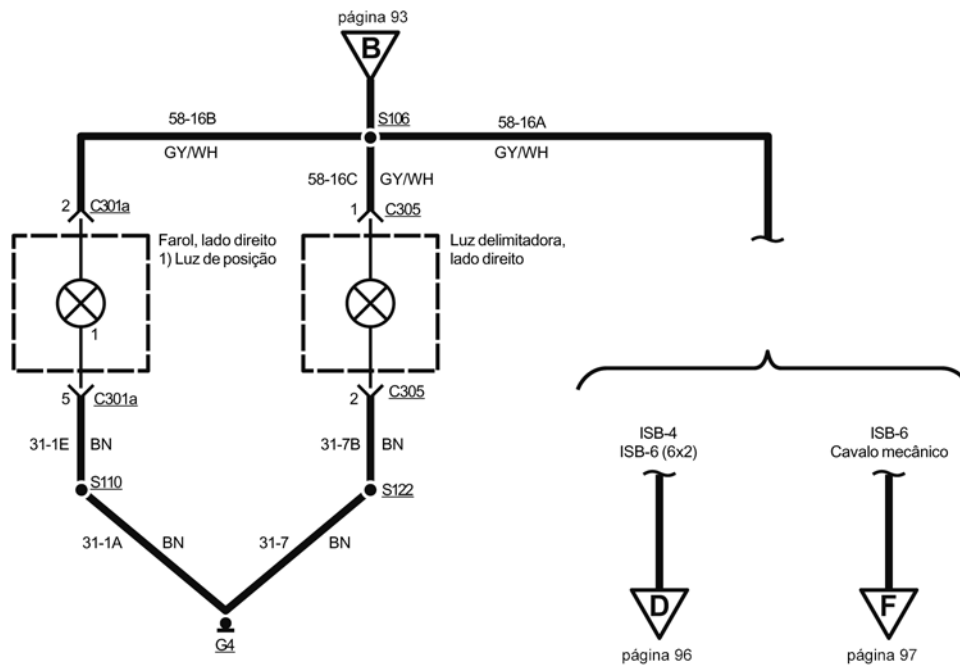 página 93
B
S106
58-16B
58-16A
GY/WH
GY/WH
58-16C
GY/WH
2
C301a
1
C305
Farol, lado direito
1) Luz de posição
Luz delimitadora,
lado direito
1
5
C301a
2
C305
31-1E
BN
31-7B
BN
S110
S122
31-1A
BN
31-7
BN
G4
ISB-4
ISB-6 (6x2)
ISB-6
Cavalo mecânico
D
F
página 96
página 97